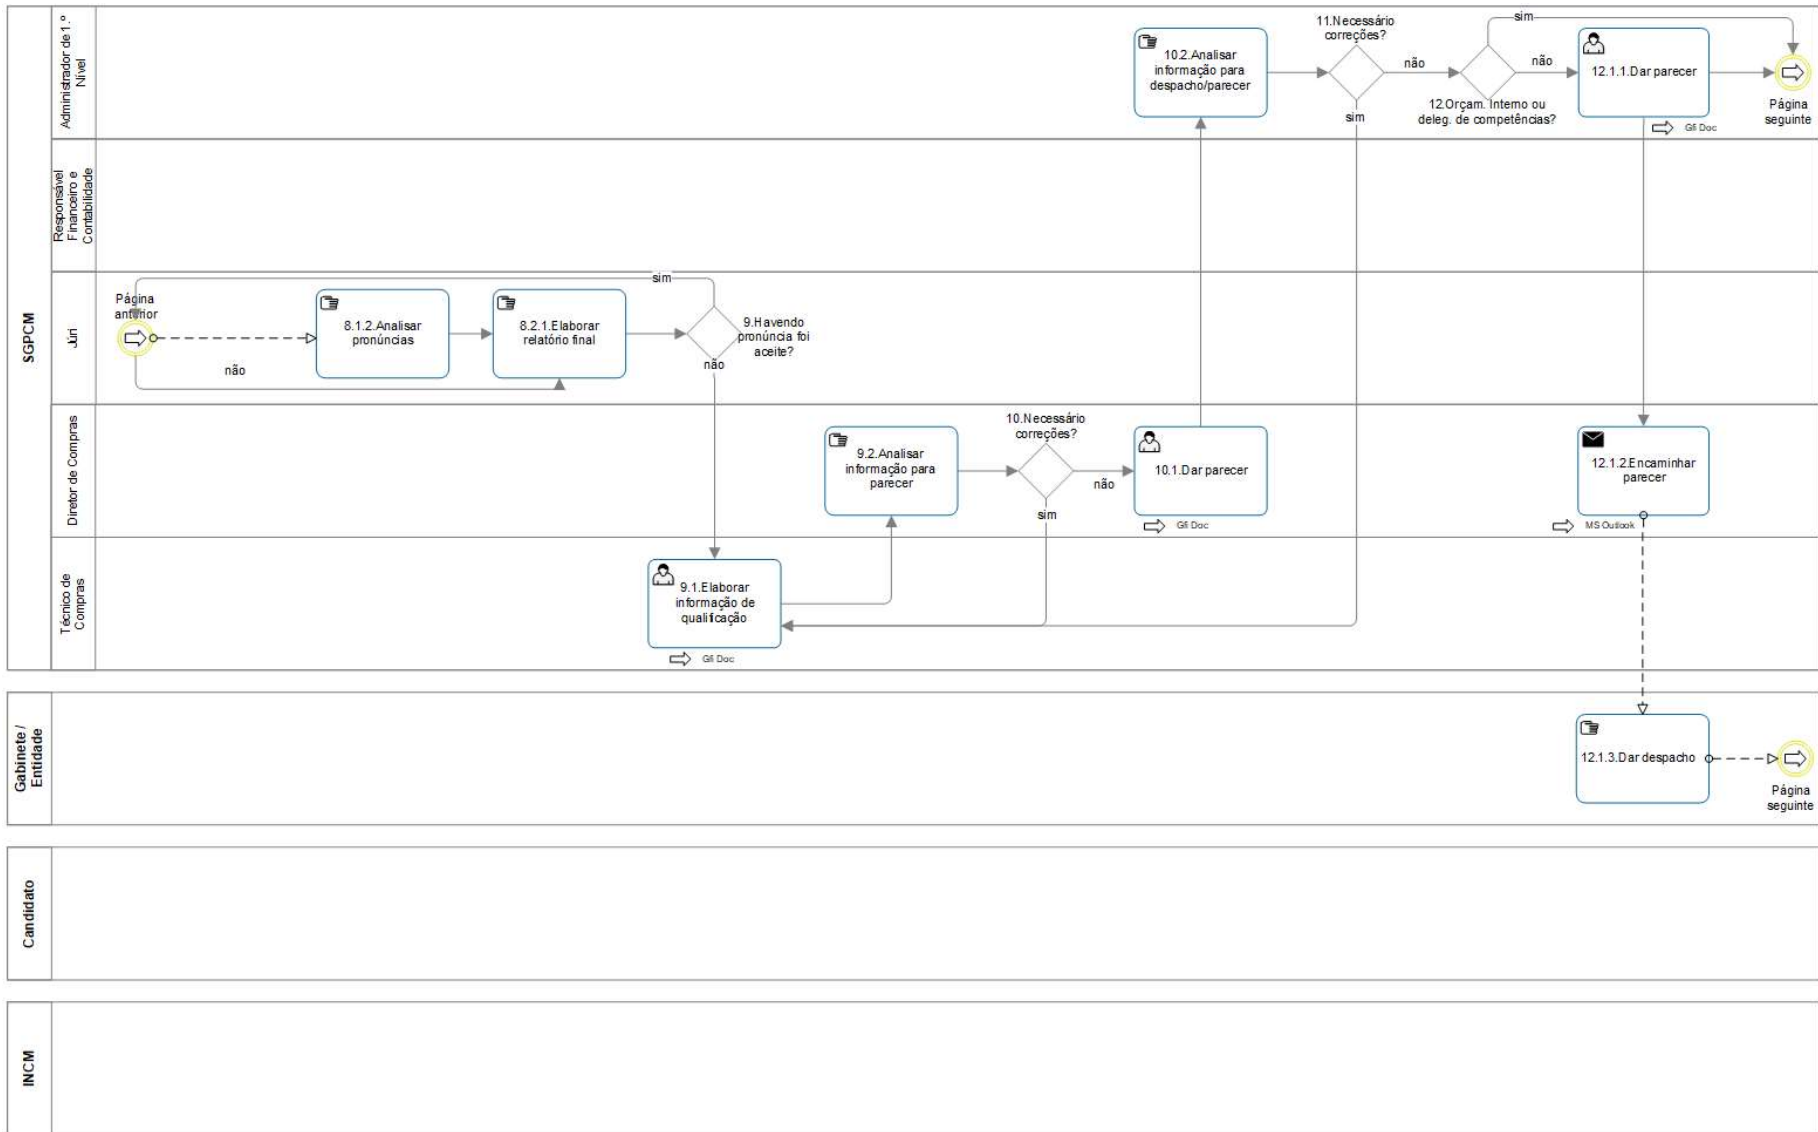 SGPCM
Administrador de 1.º
Nível
10.2.Analisar
informação para
despacho/parecer
11.Necessário
correções?
não
sim
12.Orçam. Interno ou
deleg. de competências?
sim
não
12.1.1.Dar parecer
Gfi Doc
Página
seguinte
Responsável
Financeiro e
Contabilidade
Júri
Página
anterior
não
8.1.2.Analisar
pronúncias
8.2.1.Elaborar
relatório final
sim
9.Havendo
pronúncia foi
aceite?
não
Diretor de Compras
9.2.Analisar
informação para
parecer
10.Necessário
correções?
não
sim
10.1.Dar parecer
Gfi Doc
12.1.2.Encaminhar
parecer
MS Outlook
Técnico de
Compras
9.1.Elaborar
informação de
qualificação
Gfi Doc
Gabinete /
Entidade
12.1.3.Dar despacho
Página
seguinte
Candidato
INCM